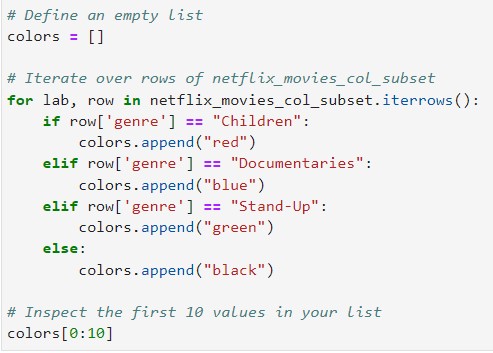 # Define an empty list
colors = []
# Iterate over rows of netflix_movies_col_subset
for lab, row in netflix_movies_col_subset.iterrows():
    if row['genre'] == "Children":
        colors.append("red")
    elif row['genre'] == "Documentaries":
        colors.append("blue")
    elif row['genre'] == "Stand-Up":
        colors.append("green")
    else:
        colors.append("black")
# Inspect the first 10 values in your list
colors[0:10]